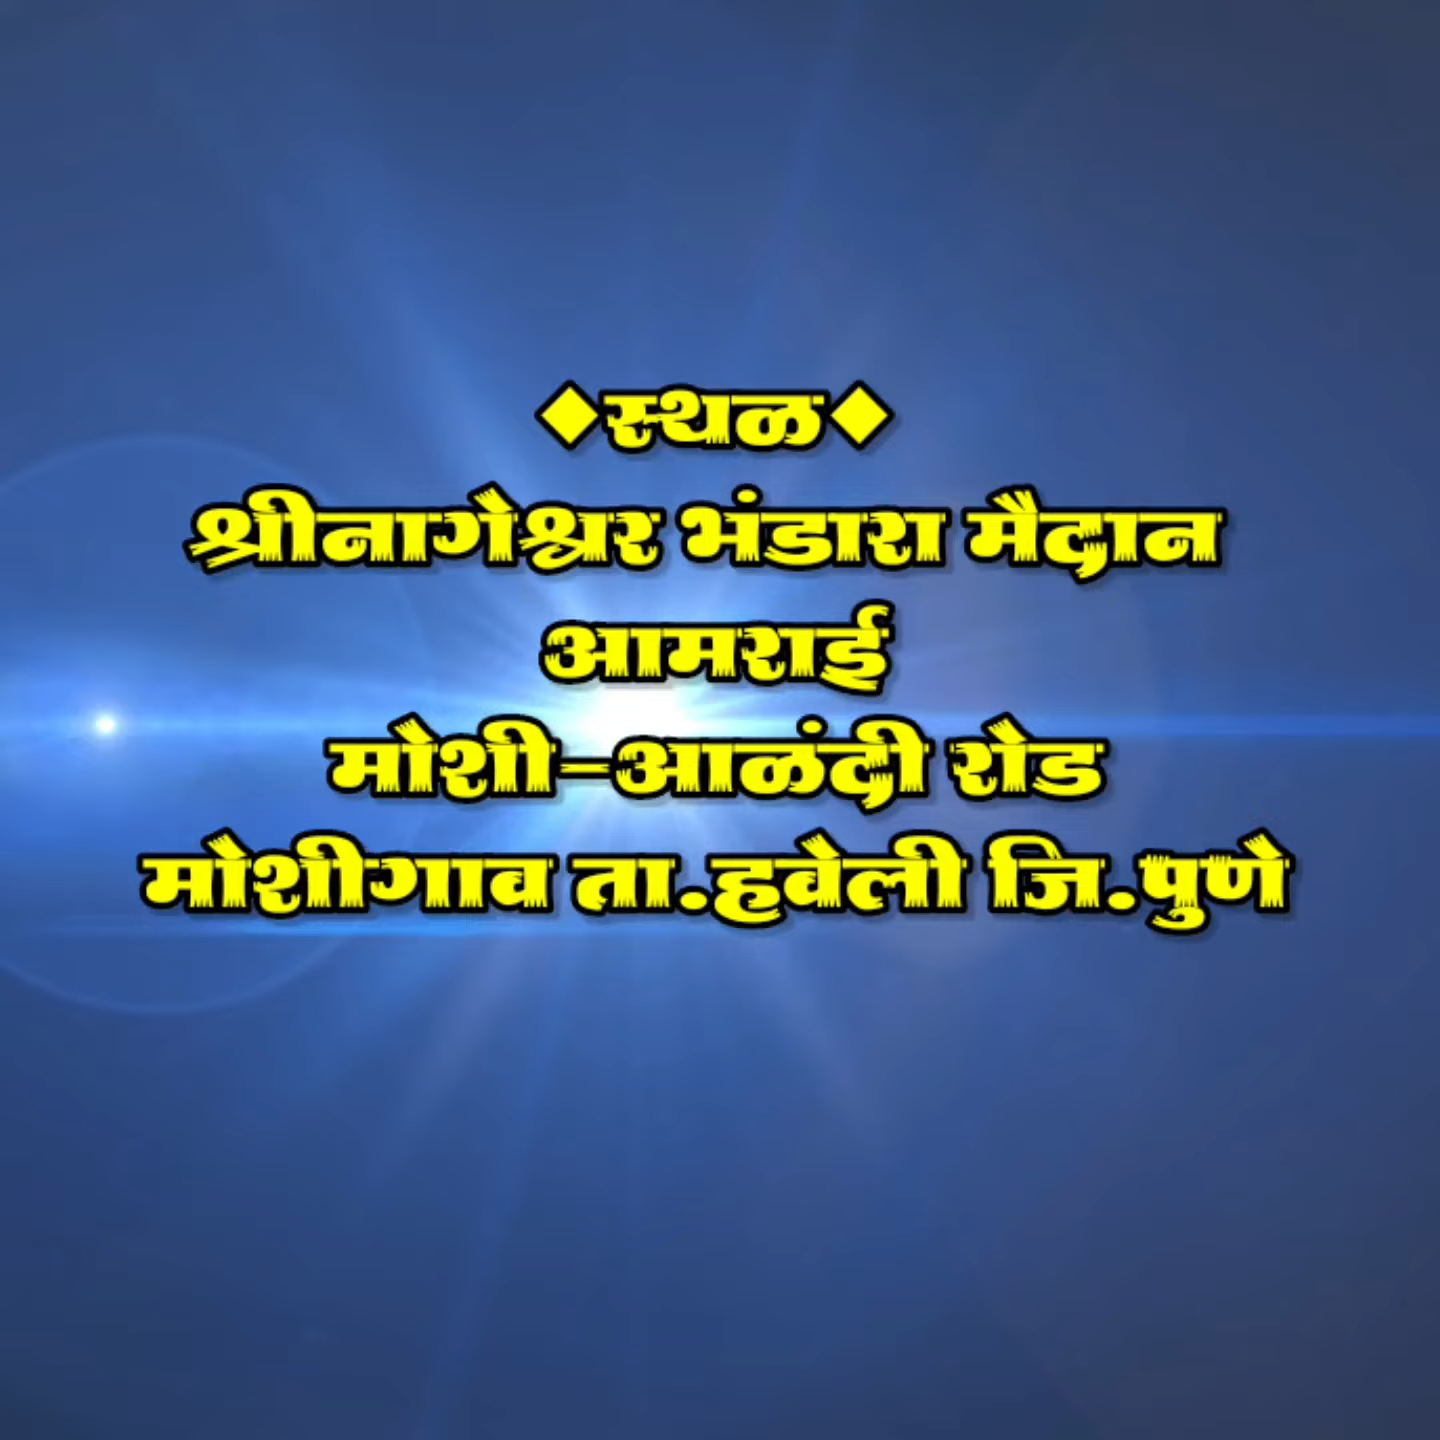 ◆स्थळ◆
श्रीनागेश्वर भंडारा मैदान
आमराई
मोशी-आळंदी रोड
मोशीगाव ता.हवेली जि.पुणे